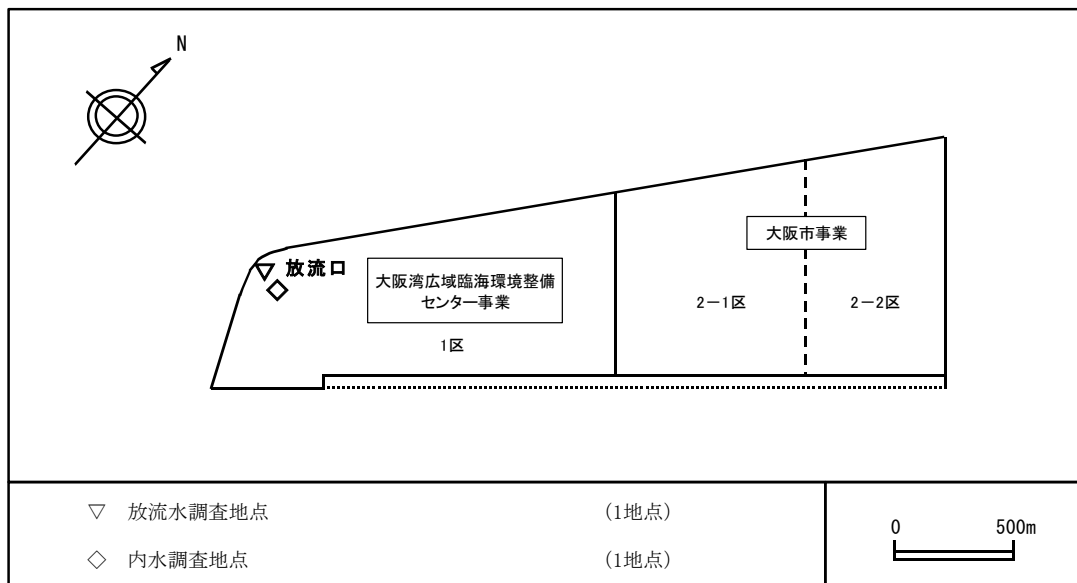 N
放流口
大阪湾広域臨海環境整備
センター事業
1区
大阪市事業
2－1区
2－2区
▽ 放流水調査地点 (1地点)
◇ 内水調査地点 (1地点)
0 500m